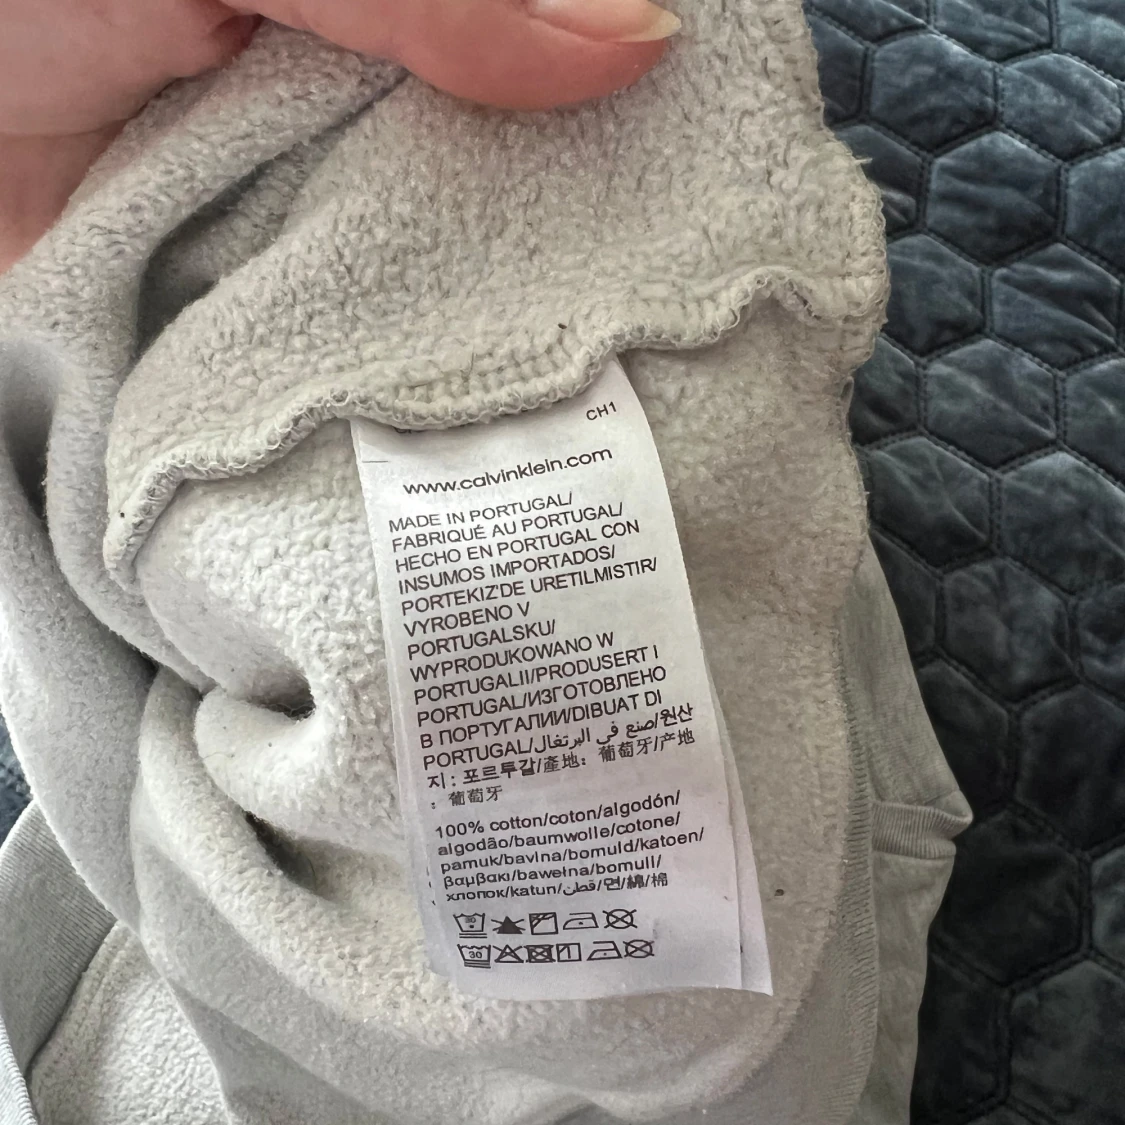 CH1
www.calvinklein.com
MADE IN PORTUGAL/
FABRIQUÉ AU PORTUGAL/
HECHO EN PORTUGAL CON
INSUMOS IMPORTADOS/
PORTEKIZ'DE URETILMISTIR/
VYROBENO V
PORTUGALSKU/
WYPRODUKOWANO W
PORTUGALII/PRODUSERT I
PORTUGAL/ИЗГОТОВЛЕНО
В ПОРТУГАЛИИ/DIBUAT DI
PORTUGAL/صنع في البرتغال/원산
지 : 포르투갈/產地：葡萄牙/产地
：葡萄牙
100% cotton/coton/algodón/
algodão/baumwolle/cotone/
pamuk/bavlna/bomuld/katoen/
βαμβακι/bawełna/bomull/
хлопок/katun/قطن/면/綿/棉
30
30